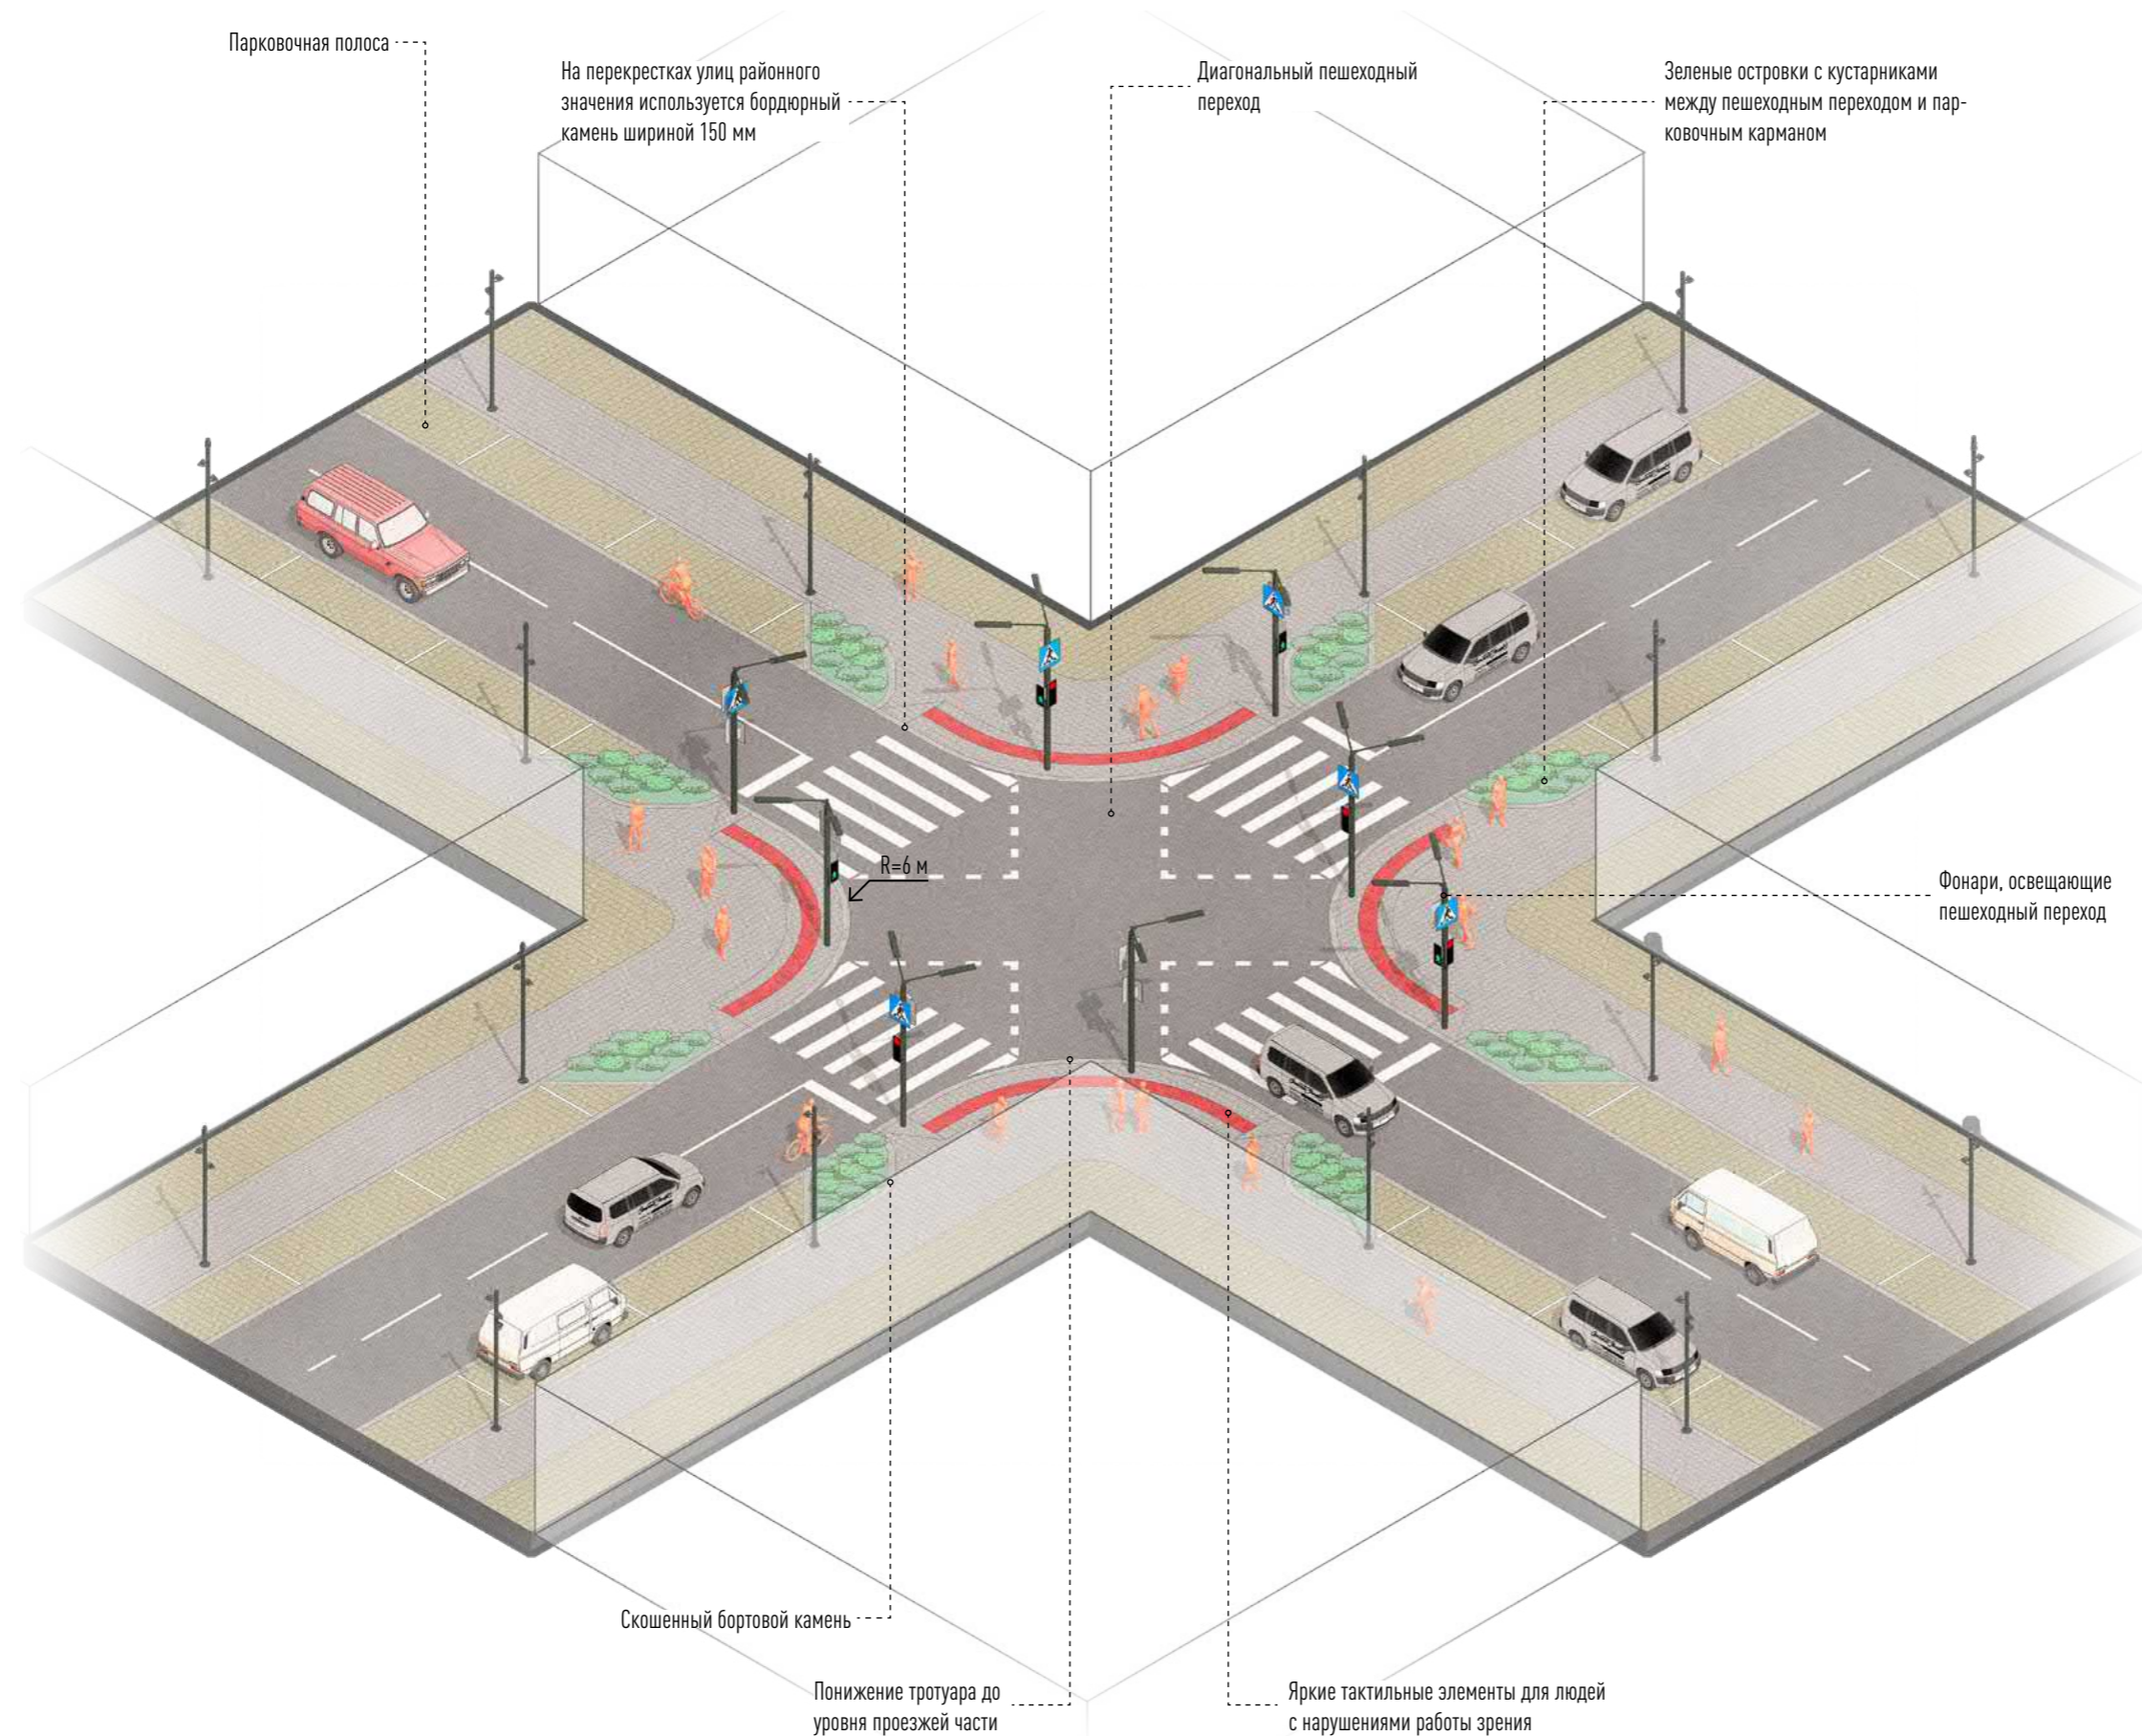 Парковочная полоса
На перекрестках улиц районного
значения используется бордюрный
камень шириной 150 мм
Диагональный пешеходный
переход
Зеленые островки с кустарниками
между пешеходным переходом и пар-
ковочным карманом
R=6 м
Фонари, освещающие
пешеходный переход
Скошенный бортовой камень
Понижение тротуара до
уровня проезжей части
Яркие тактильные элементы для людей
с нарушениями работы зрения